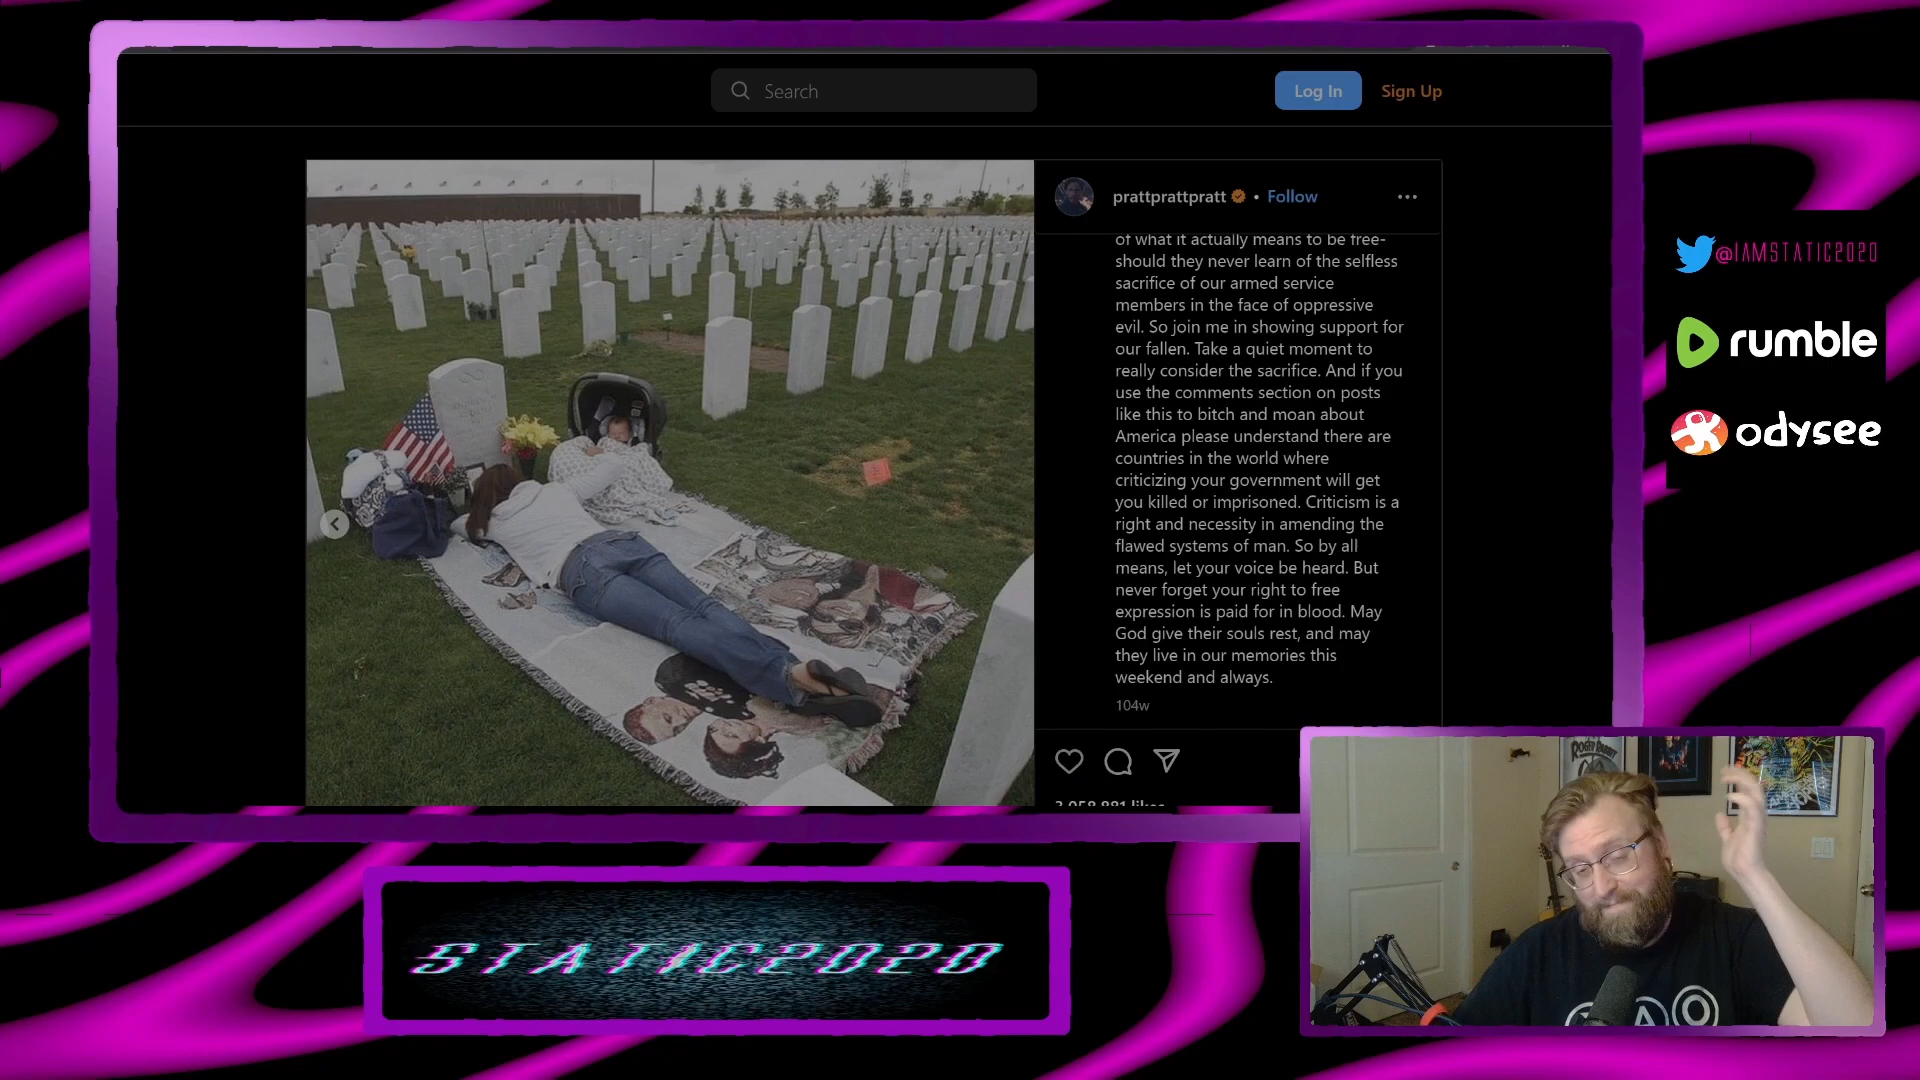 Search
Log In
Sign Up
prattprattpratt • Follow
of what it actually means to be free-
should they never learn of the selfless
sacrifice of our armed service
members in the face of oppressive
evil. So join me in showing support for
our fallen. Take a quiet moment to
really consider the sacrifice. And if you
use the comments section on posts
like this to bitch and moan about
America please understand there are
countries in the world where
criticizing your government will get
you killed or imprisoned. Criticism is a
right and necessity in amending the
flawed systems of man. So by all
means, let your voice be heard. But
never forget your right to free
expression is paid for in blood. May
God give their souls rest, and may
they live in our memories this
weekend and always.
104w
3,058,881 likes
@IAMSTATIC2020
rumble
odysee
STATIC2020
ROGER RABBIT